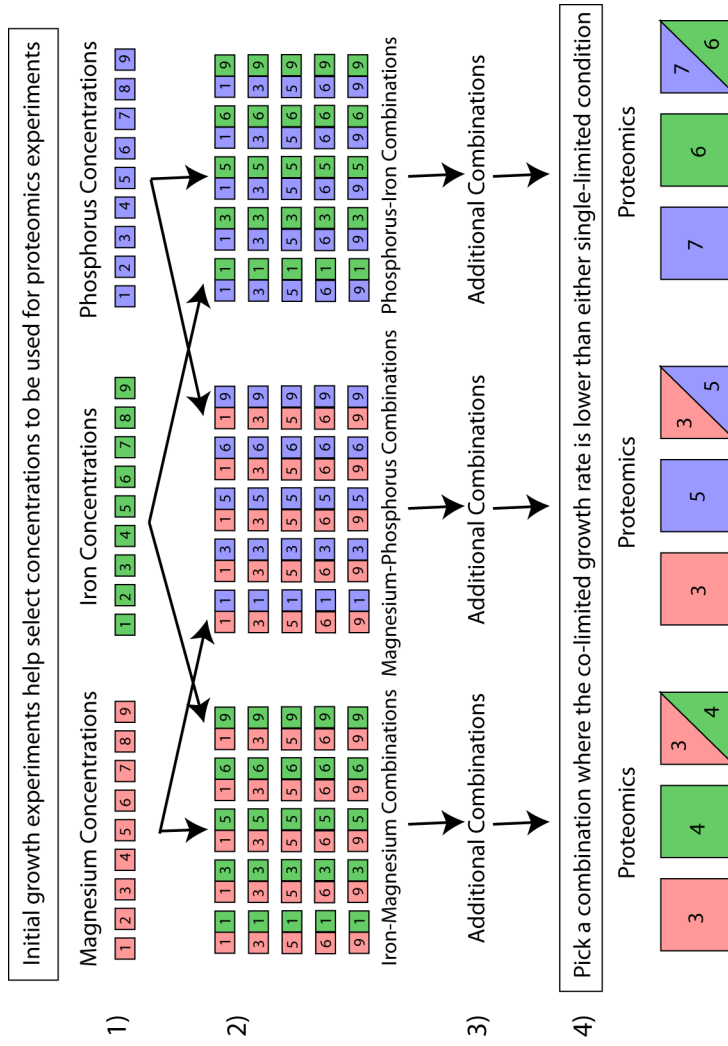 Initial growth experiments help select concentrations to be used for proteomics experiments
1)
Magnesium Concentrations
1 2 3 4 5 6 7 8 9
Iron Concentrations
1 2 3 4 5 6 7 8 9
Phosphorus Concentrations
1 2 3 4 5 6 7 8 9
2)
1 1 1 3 1 5 1 6 1 9
3 1 3 3 3 5 3 6 3 9
5 1 5 3 5 5 5 6 5 9
6 1 6 3 6 5 6 6 6 9
9 1 9 3 9 5 9 6 9 9
Iron-Magnesium Combinations
1 1 1 3 1 5 1 6 1 9
3 1 3 3 3 5 3 6 3 9
5 1 5 3 5 5 5 6 5 9
6 1 6 3 6 5 6 6 6 9
9 1 9 3 9 5 9 6 9 9
Magnesium-Phosphorus Combinations
1 1 1 3 1 5 1 6 1 9
3 1 3 3 3 5 3 6 3 9
5 1 5 3 5 5 5 6 5 9
6 1 6 3 6 5 6 6 6 9
9 1 9 3 9 5 9 6 9 9
Phosphorus-Iron Combinations
3)
Additional Combinations
Additional Combinations
Additional Combinations
4)
Pick a combination where the co-limited growth rate is lower than either single-limited condition
Proteomics
3 4 3 4
Proteomics
3 5 3 5
Proteomics
7 6 7 6